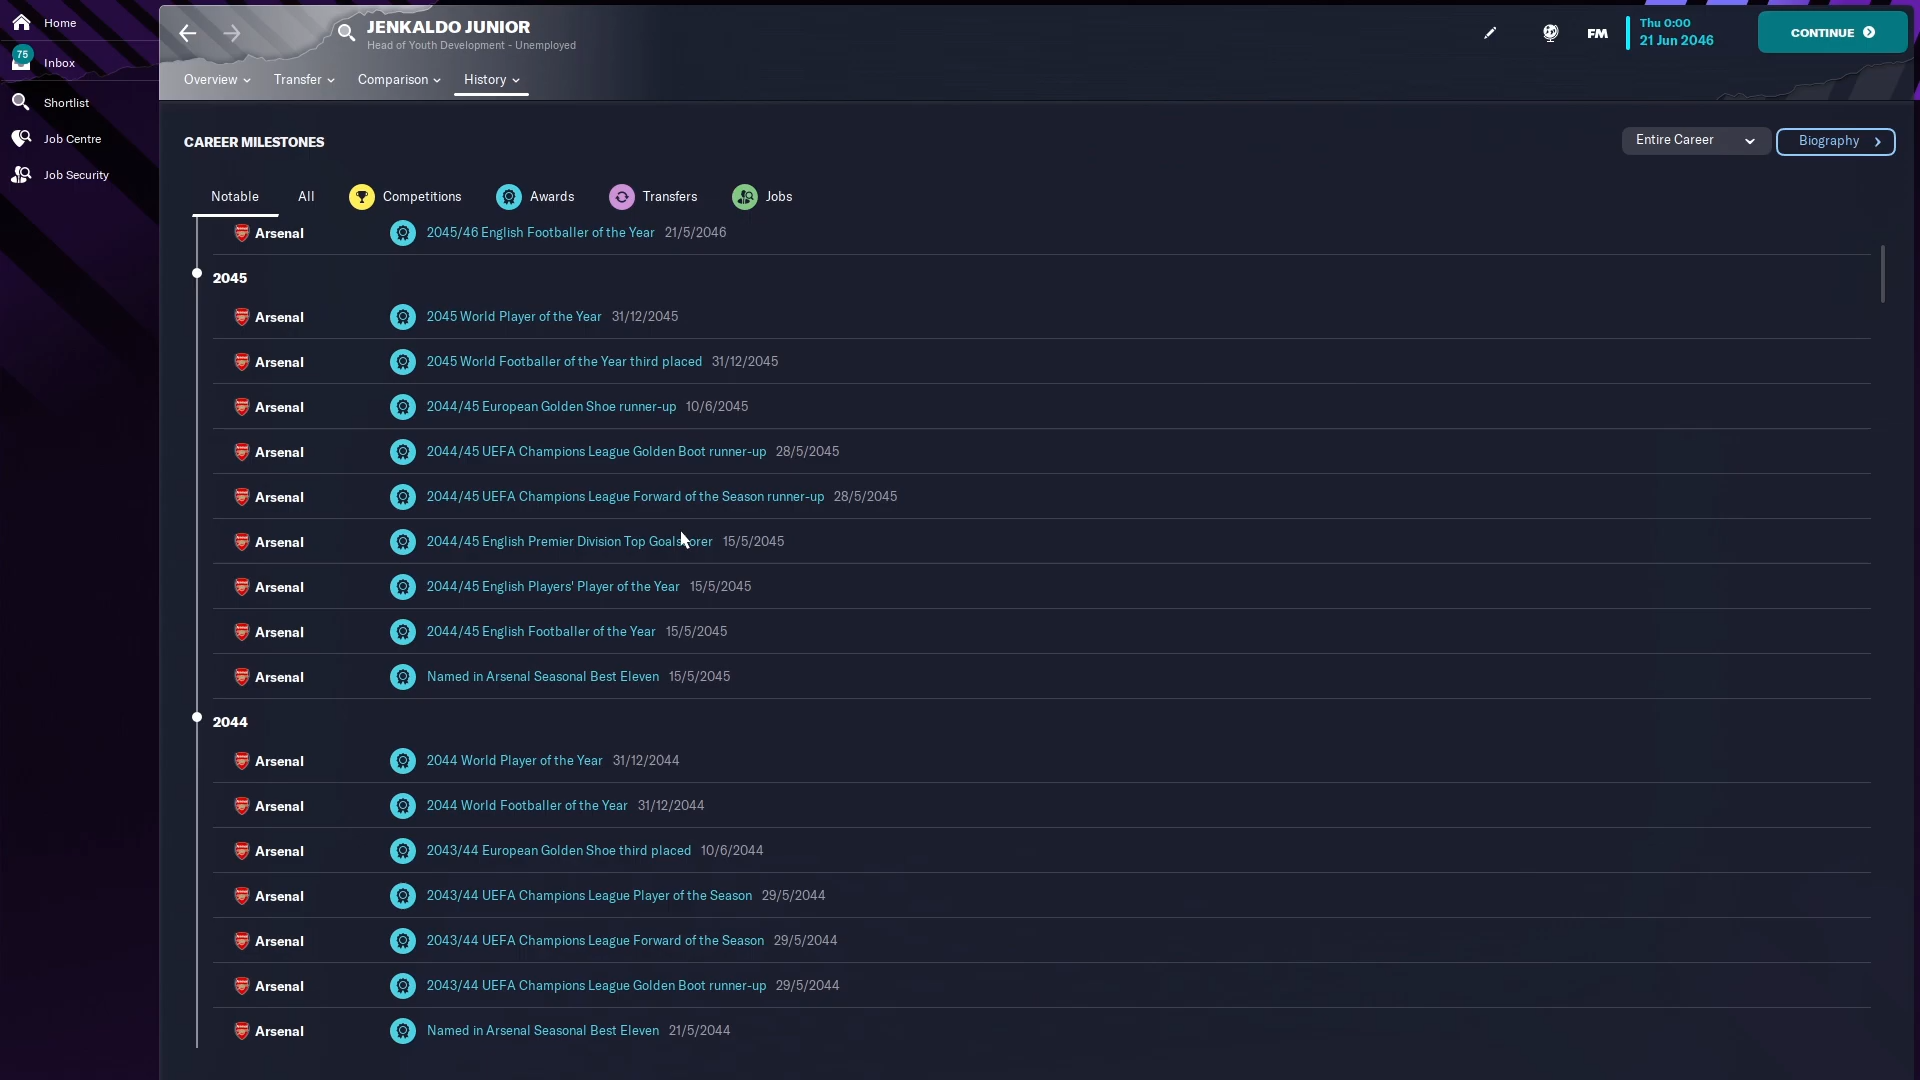 Home
75
Inbox
Shortlist
Job Centre
Job Security
JENKALDO JUNIOR
Head of Youth Development - Unemployed
FM
Thu 0:00
21 Jun 2046
CONTINUE
Overview
Transfer
Comparison
History
CAREER MILESTONES
Entire Career
Biography
Notable
All
Competitions
Awards
Transfers
Jobs
Arsenal 2045/46 English Footballer of the Year 21/5/2046
2045
Arsenal 2045 World Player of the Year 31/12/2045
Arsenal 2045 World Footballer of the Year third placed 31/12/2045
Arsenal 2044/45 European Golden Shoe runner-up 10/6/2045
Arsenal 2044/45 UEFA Champions League Golden Boot runner-up 28/5/2045
Arsenal 2044/45 UEFA Champions League Forward of the Season runner-up 28/5/2045
Arsenal 2044/45 English Premier Division Top Goalscorer 15/5/2045
Arsenal 2044/45 English Players' Player of the Year 15/5/2045
Arsenal 2044/45 English Footballer of the Year 15/5/2045
Arsenal Named in Arsenal Seasonal Best Eleven 15/5/2045
2044
Arsenal 2044 World Player of the Year 31/12/2044
Arsenal 2044 World Footballer of the Year 31/12/2044
Arsenal 2043/44 European Golden Shoe third placed 10/6/2044
Arsenal 2043/44 UEFA Champions League Player of the Season 29/5/2044
Arsenal 2043/44 UEFA Champions League Forward of the Season 29/5/2044
Arsenal 2043/44 UEFA Champions League Golden Boot runner-up 29/5/2044
Arsenal Named in Arsenal Seasonal Best Eleven 21/5/2044